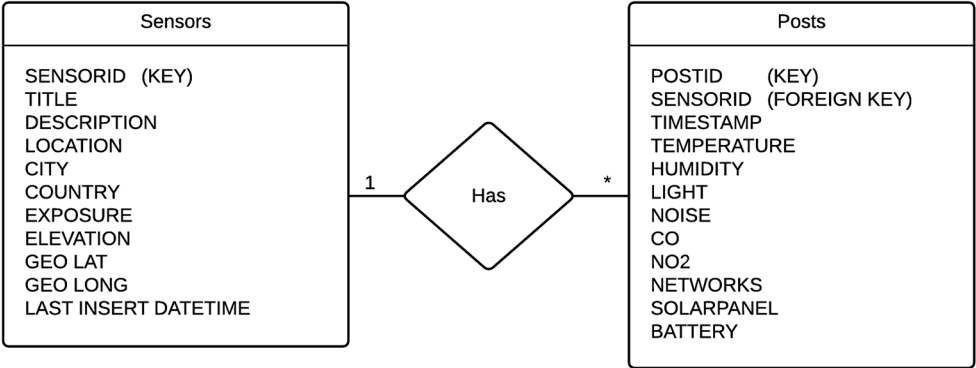 Sensors
SENSORID (KEY)
TITLE
DESCRIPTION
LOCATION
CITY
COUNTRY
EXPOSURE
ELEVATION
GEO LAT
GEO LONG
LAST INSERT DATETIME
1
Has
*
Posts
POSTID (KEY)
SENSORID (FOREIGN KEY)
TIMESTAMP
TEMPERATURE
HUMIDITY
LIGHT
NOISE
CO
NO2
NETWORKS
SOLARPANEL
BATTERY